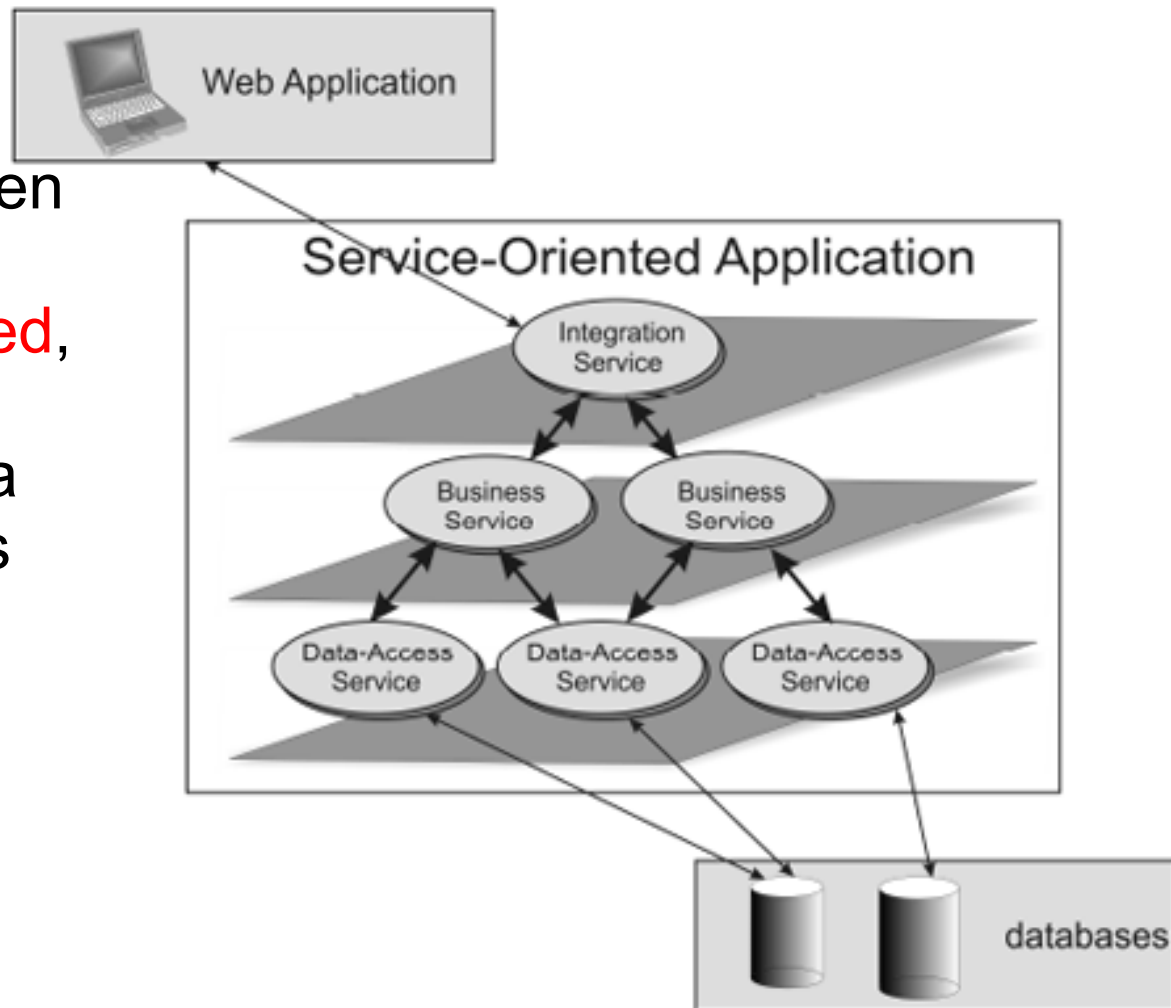 Web Application
en
ed,
a
s
Service-Oriented Application
Integration
Service
Business
Service
Business
Service
Data-Access
Service
Data-Access
Service
Data-Access
Service
databases